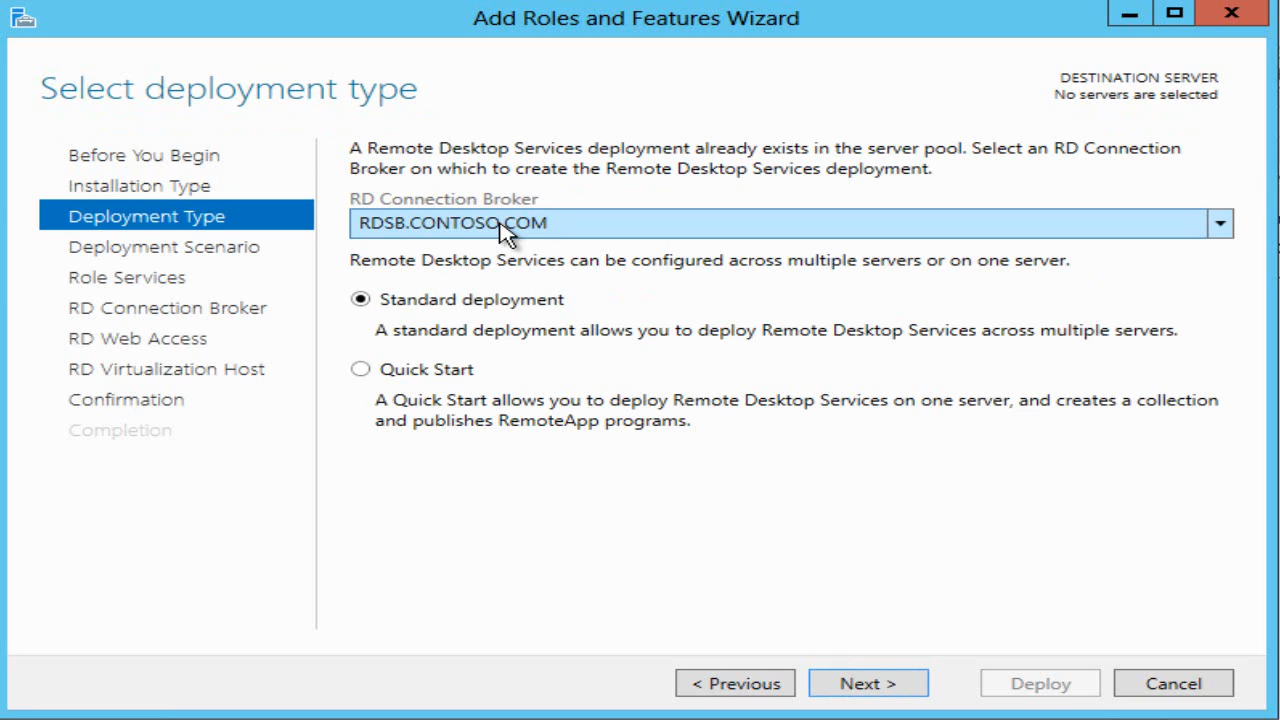 Add Roles and Features Wizard
Select deployment type
DESTINATION SERVER
No servers are selected
Before You Begin
Installation Type
Deployment Type
Deployment Scenario
Role Services
RD Connection Broker
RD Web Access
RD Virtualization Host
Confirmation
Completion
A Remote Desktop Services deployment already exists in the server pool. Select an RD Connection
Broker on which to create the Remote Desktop Services deployment.
RD Connection Broker
RDSB.CONTOSO.COM
Remote Desktop Services can be configured across multiple servers or on one server.
Standard deployment
A standard deployment allows you to deploy Remote Desktop Services across multiple servers.
Quick Start
A Quick Start allows you to deploy Remote Desktop Services on one server, and creates a collection
and publishes RemoteApp programs.
< Previous
Next >
Deploy
Cancel